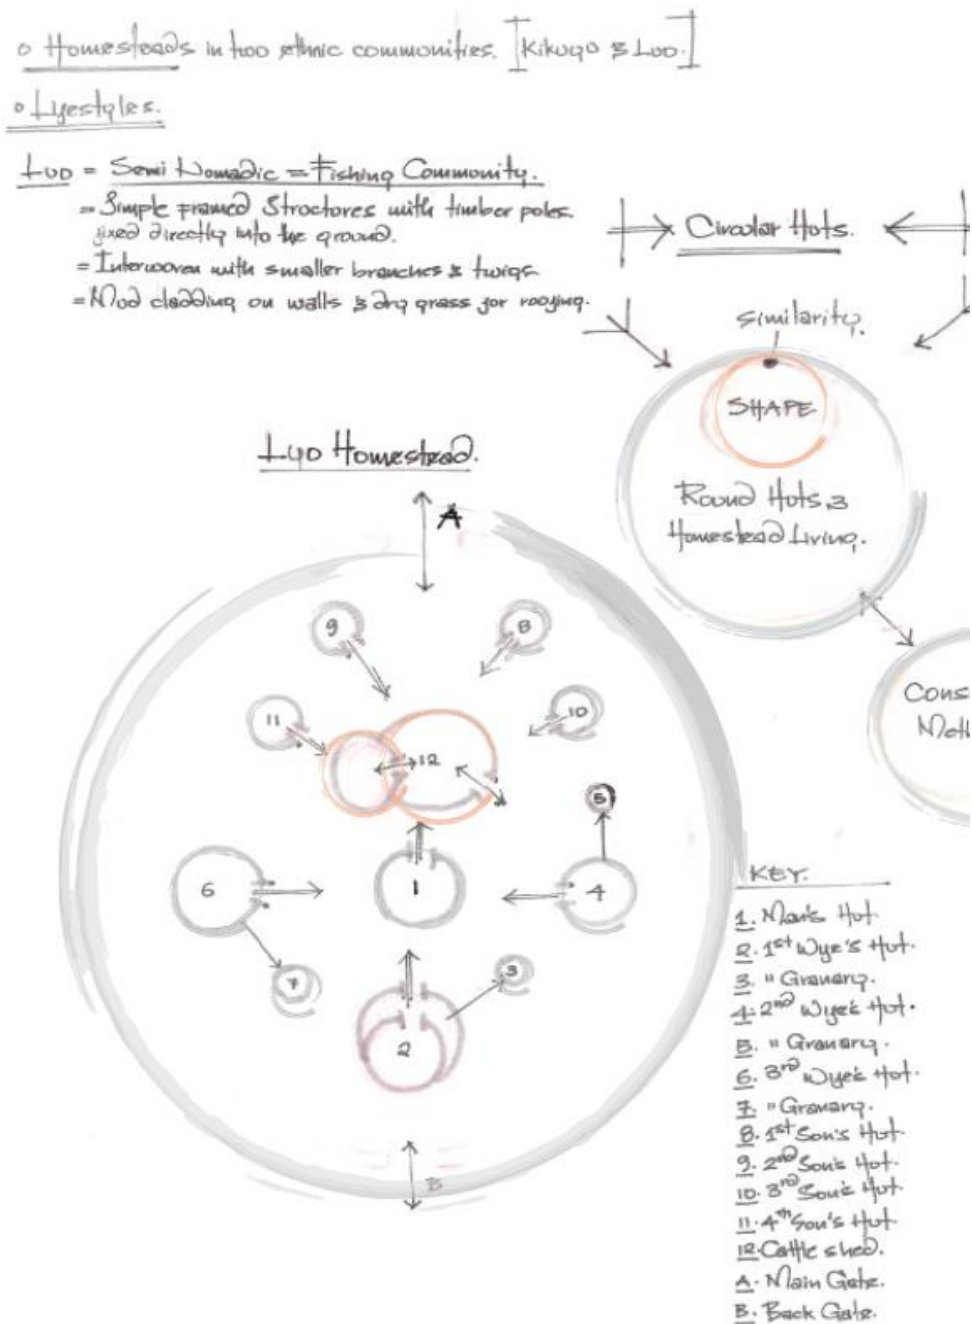 o Homesteads in two ethnic communities. [Kikuyo & Luo.]
o Lifestyles.
Luo = Semi Nomadic = Fishing Community.
= Simple framed Structures with timber poles
fixed directly into the ground.
= Interwoven with smaller branches & twigs
= Mud cladding on walls & dry grass for roofing.
Circular Huts.
similarity.
SHAPE
Round Huts &
Homestead Living.
Cons
Meth
Luo Homestead.
A
9
8
11
10
12
5
6
1
4
7
3
2
B
KEY.
1. Man's Hut
2. 1st Wife's Hut.
3. " Granary.
4. 2nd Wife's Hut.
5. " Granary.
6. 3rd Wife's Hut.
7. " Granary.
8. 1st Son's Hut.
9. 2nd Son's Hut.
10. 3rd Son's Hut
11. 4th Son's Hut
12. Cattle shed.
A. Main Gate.
B. Back Gate.